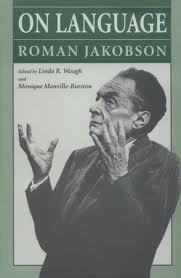 ON LANGUAGE
ROMAN JAKOBSON
Edited by Linda R. Waugh
and
Monique Monville-Burston